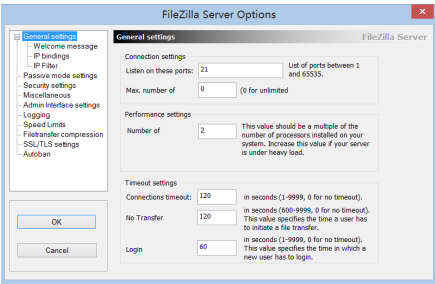 FileZilla Server Options
General settings
Welcome message
IP bindings
IP Filter
Passive mode settings
Security settings
Miscellaneous
Admin Interface settings
Logging
Speed Limits
Filetransfer compression
SSL/TLS settings
Autoban
OK
Cancel
General settings
FileZilla Server
Connection settings
Listen on these ports:
21
List of ports between 1
and 65535.
Max. number of
0
(0 for unlimited
Performance settings
Number of
2
This value should be a multiple of the
number of processors installed on your
system. Increase this value if your server
is under heavy load.
Timeout settings
Connections timeout:
120
in seconds (1-9999, 0 for no timeout).
No Transfer
120
in seconds (600-9999, 0 for no timeout).
This value specifies the time a user has
to initiate a file transfer.
Login
60
in seconds (1-9999, 0 for no timeout).
This value specifies the time in which a
new user has to login.